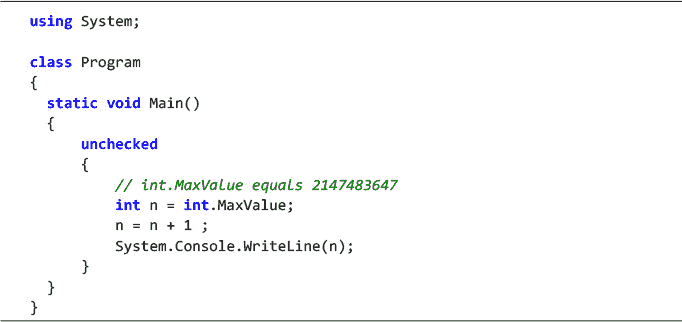 using System;

class Program
{
  static void Main()
  {
      unchecked
      {
          // int.MaxValue equals 2147483647
          int n = int.MaxValue;
          n = n + 1 ;
          System.Console.WriteLine(n);
      }
  }
}